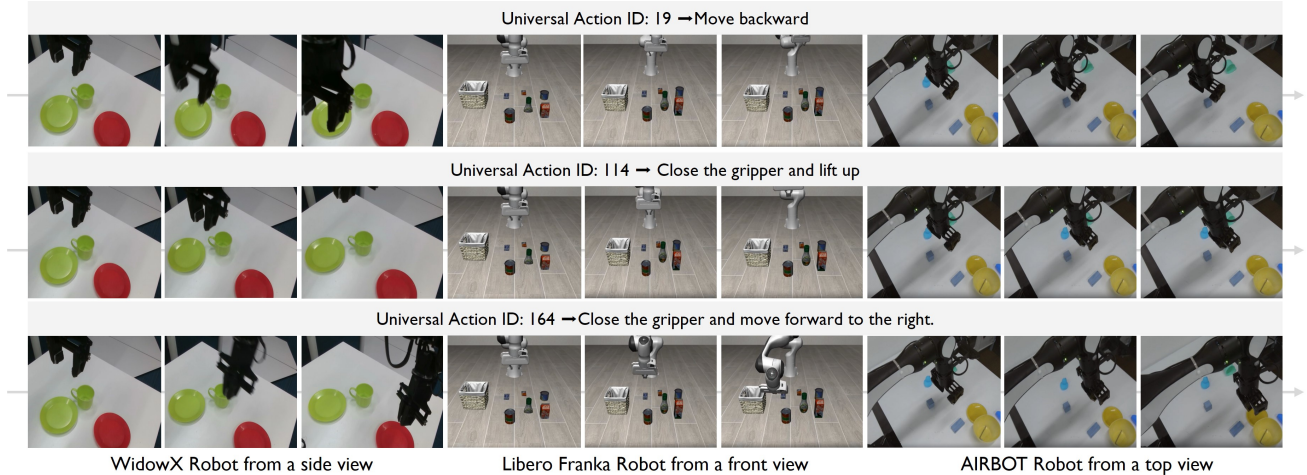 Universal Action ID: 19 → Move backward
Universal Action ID: 114 → Close the gripper and lift up
Universal Action ID: 164 → Close the gripper and move forward to the right.
WidowX Robot from a side view
Libero Franka Robot from a front view
AIRBOT Robot from a top view